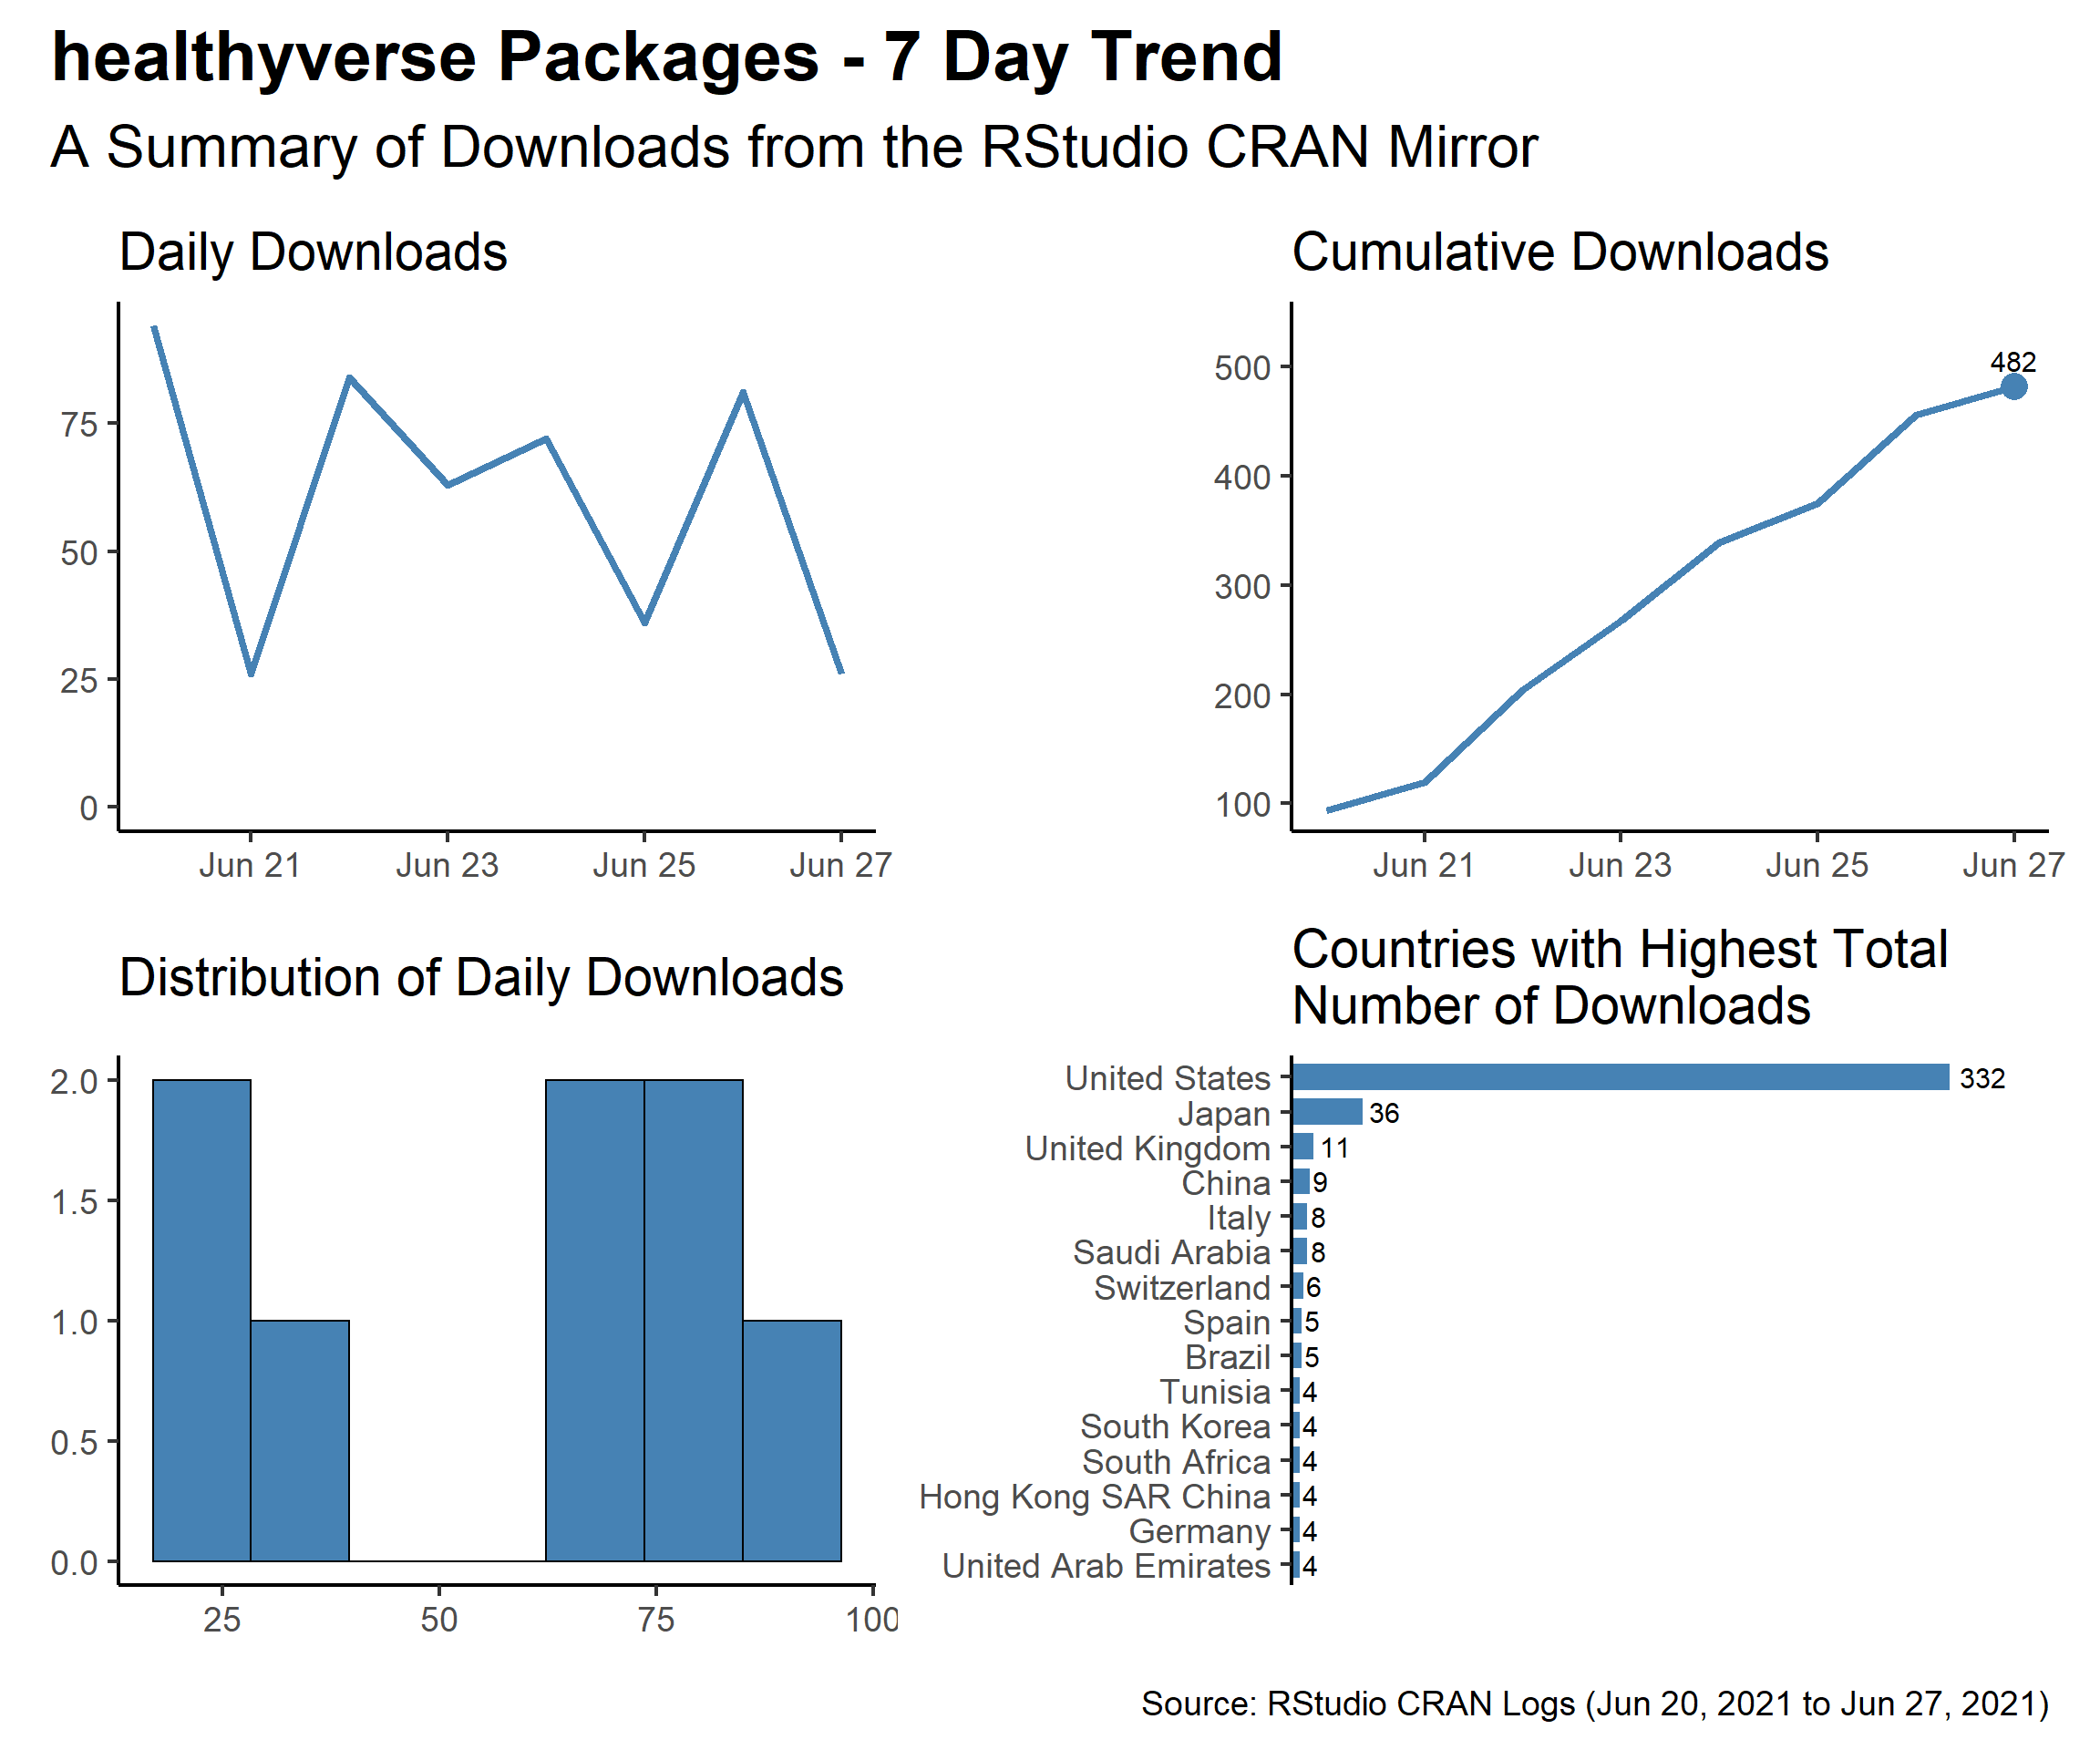 healthyverse Packages - 7 Day Trend
A Summary of Downloads from the RStudio CRAN Mirror
Daily Downloads
75
50
25
0
Jun 21 Jun 23 Jun 25 Jun 27
Cumulative Downloads
500
400
300
200
100
482
Jun 21 Jun 23 Jun 25 Jun 27
Distribution of Daily Downloads
2.0
1.5
1.0
0.5
0.0
25 50 75 100
Countries with Highest Total
Number of Downloads
United States 332
Japan 36
United Kingdom 11
China 9
Italy 8
Saudi Arabia 8
Switzerland 6
Spain 5
Brazil 5
Tunisia 4
South Korea 4
South Africa 4
Hong Kong SAR China 4
Germany 4
United Arab Emirates 4
Source: RStudio CRAN Logs (Jun 20, 2021 to Jun 27, 2021)